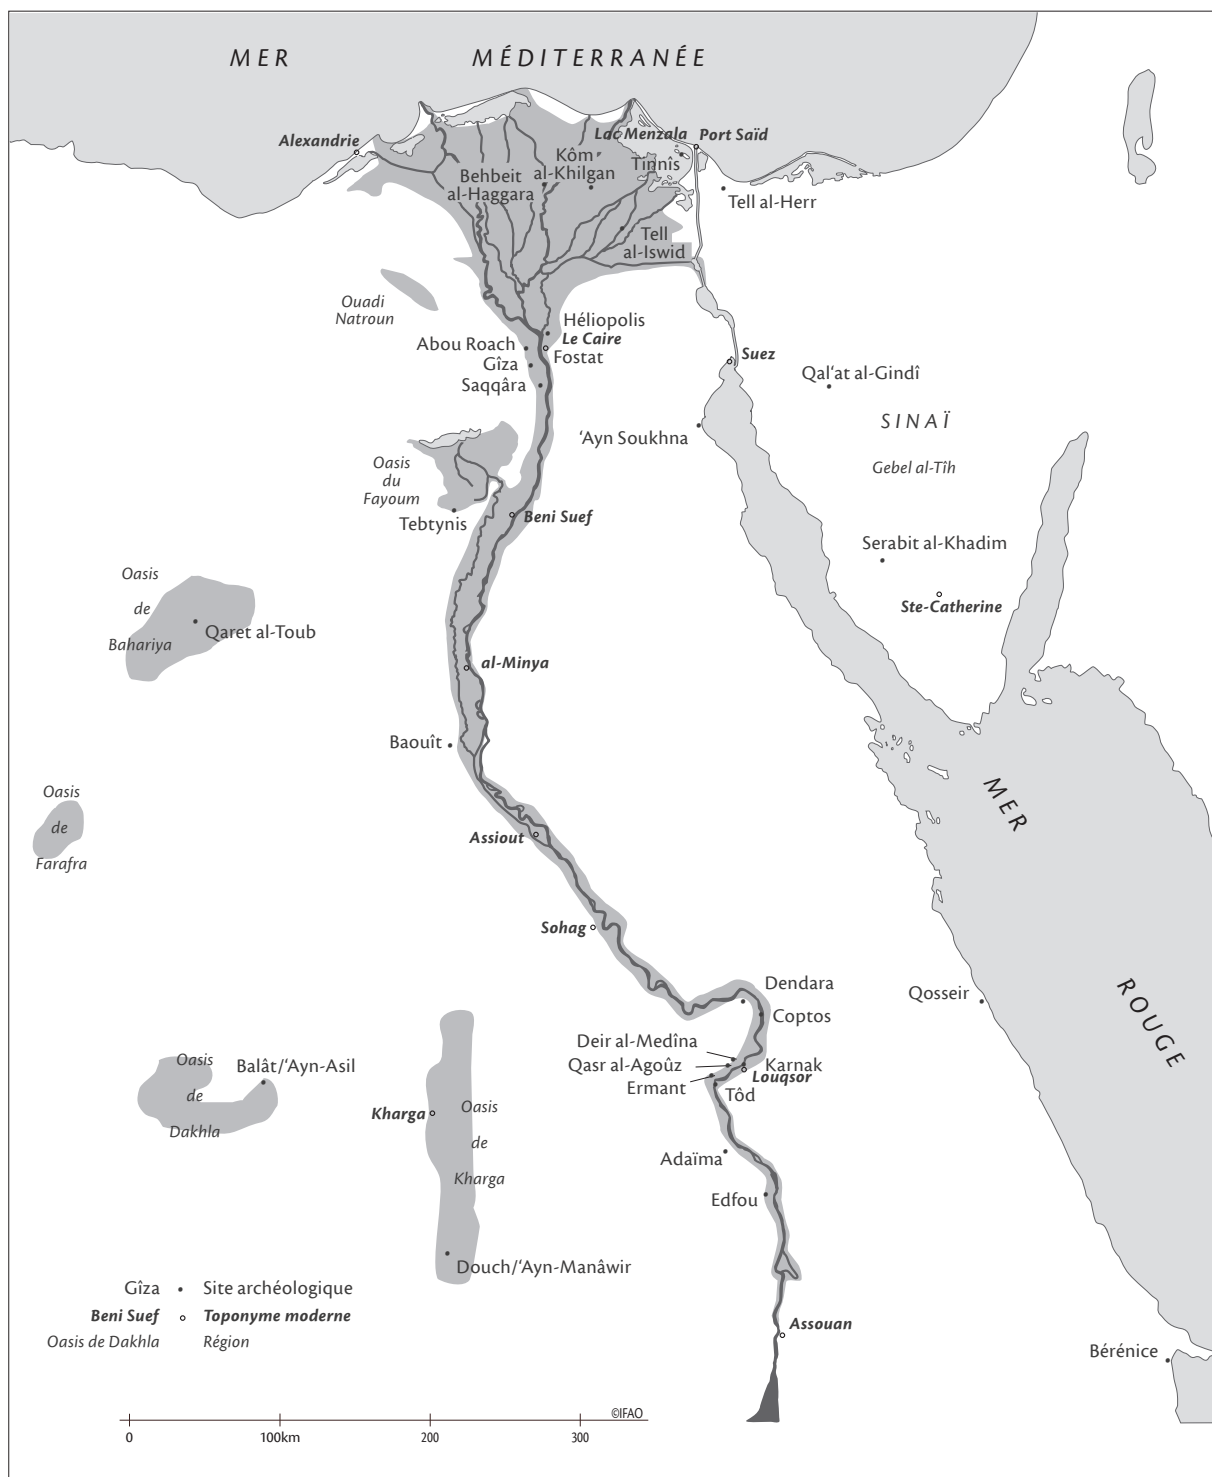 MER MÉDITERRANÉE
Alexandrie
Lac Menzala
Port Saïd
Kôm
al-Khilgan
Tinnîs
Behbeit
al-Haggara
Tell al-Herr
Tell
al-Iswid
Ouadi
Natroun
Héliopolis
Le Caire
Fostat
Abou Roach
Gîza
Saqqâra
Suez
Qal‘at al-Gindî
SINAÏ
‘Ayn Soukhna
Gebel al-Tîh
Oasis
du
Fayoum
Tebtynis
Beni Suef
Serabit al-Khadim
Ste-Catherine
Oasis
de
Bahariya
Qaret al-Toub
al-Minya
Baouît
MER
ROUGE
Oasis
de
Farafra
Assiout
Sohag
Dendara
Qosseir
Coptos
Deir al-Medîna
Qasr al-Agoûz
Ermant
Karnak
Louqsor
Tôd
Oasis
de
Dakhla
Balât/‘Ayn-Asil
Kharga
Oasis
de
Kharga
Adaïma
Edfou
Douch/‘Ayn-Manâwir
Gîza • Site archéologique
Beni Suef ○ Toponyme moderne
Oasis de Dakhla Région
Assouan
Bérénice
©IFAO
0 100km 200 300